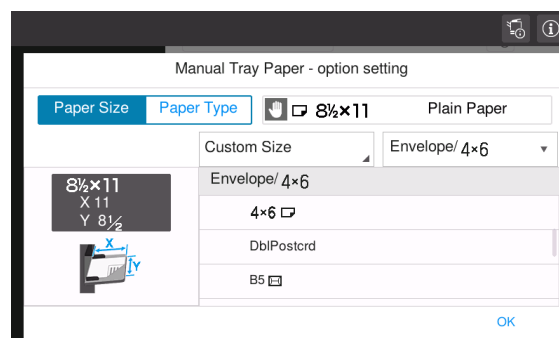 Manual Tray Paper - option setting
Paper Size Paper Type 8½×11 Plain Paper
Custom Size Envelope/ 4×6
8½×11
X 11
Y 8½
X
Y
Envelope/ 4×6
4×6
DblPostcrd
B5
OK